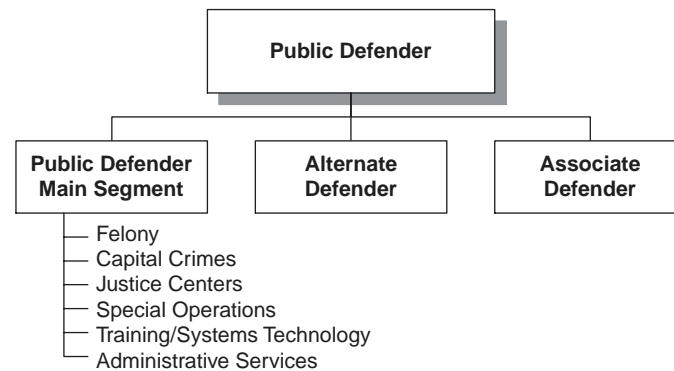 Public Defender
Public Defender
Main Segment
Alternate
Defender
Associate
Defender
Felony
Capital Crimes
Justice Centers
Special Operations
Training/Systems Technology
Administrative Services